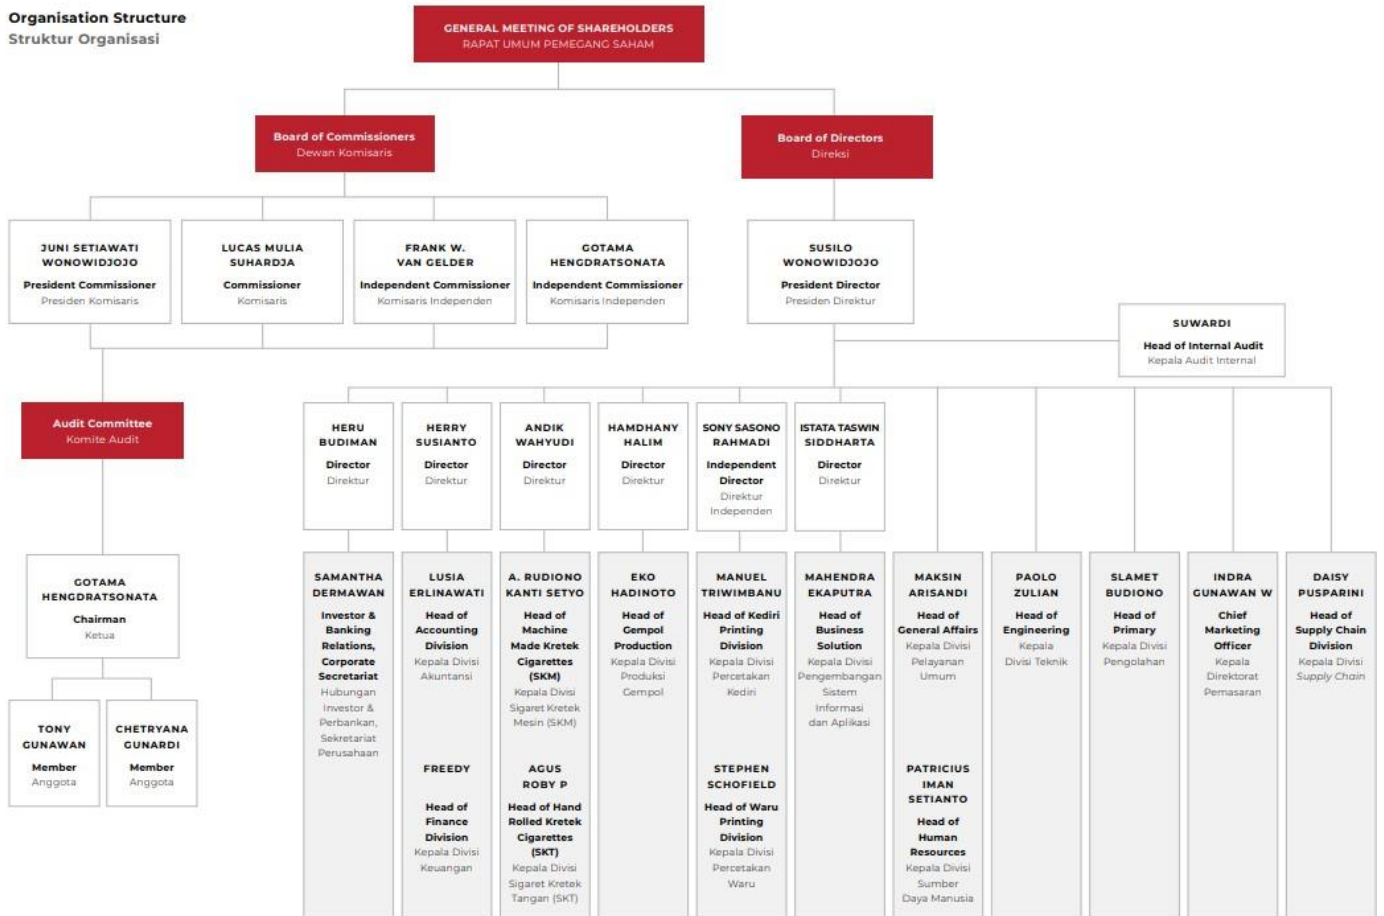 Organisation Structure
Struktur Organisasi
GENERAL MEETING OF SHAREHOLDERS
RAPAT UMUM PEMEGANG SAHAM
Board of Commissioners
Dewan Komisaris
Board of Directors
Direksi
JUNI SETIAWATI
WONOWIDJOJO
President Commissioner
Presiden Komisaris
LUCAS MULIA
SUHARDJA
Commissioner
Komisaris
FRANK W.
VAN GELDER
Independent Commissioner
Komisaris Independen
GOTAMA
HENGDRATSONATA
Independent Commissioner
Komisaris Independen
SUSILO
WONOWIDJOJO
President Director
Presiden Direktur
SUWARDI
Head of Internal Audit
Kepala Audit Internal
Audit Committee
Komite Audit
HERU
BUDIMAN
Director
Direktur
HERRY
SUSIANTO
Director
Direktur
ANDIK
WAHYUDI
Director
Direktur
HAMDHANY
HALIM
Director
Direktur
SONY SASONO
RAHMADI
Independent
Director
Direktur
Independen
ISTATA TASWIN
SIDDHARTA
Director
Direktur
GOTAMA
HENGDRATSONATA
Chairman
Ketua
TONY
GUNAWAN
Member
Anggota
CHETRYANA
GUNARDI
Member
Anggota
SAMANTHA
DERMAWAN
Investor &
Banking
Relations,
Corporate
Secretariat
Hubungan
Investor &
Perbankan,
Sekretariat
Perusahaan
LUSIA
ERLINAWATI
Head of
Accounting
Division
Kepala Divisi
Akuntansi
FREEDY
Head of
Finance
Division
Kepala Divisi
Keuangan
A. RUDIONO
KANTI SETYO
Head of
Machine
Made Kretek
Cigarettes
(SKM)
Kepala Divisi
Sigaret Kretek
Mesin (SKM)
AGUS
ROBY P
Head of Hand
Rolled Kretek
Cigarettes
(SKT)
Kepala Divisi
Sigaret Kretek
Tangan (SKT)
EKO
HADINOTO
Head of
Gempol
Production
Kepala Divisi
Produksi
Gempol
MANUEL
TRIWIMBANU
Head of Kediri
Printing
Division
Kepala Divisi
Percetakan
Kediri
STEPHEN
SCHOFIELD
Head of Waru
Printing
Division
Kepala Divisi
Percetakan
Waru
MAHENDRA
EKAPUTRA
Head of
Business
Solution
Kepala Divisi
Pengembangan
Sistem
Informasi
dan Aplikasi
MAKSIN
ARISANDI
Head of
General Affairs
Kepala Divisi
Pelayanan
Umum
PATRICIUS
IMAN
SETIANTO
Head of
Human
Resources
Kepala Divisi
Sumber
Daya Manusia
PAOLO
ZULIAN
Head of
Engineering
Kepala
Divisi Teknik
SLAMET
BUDIONO
Head of
Primary
Kepala Divisi
Pengolahan
INDRA
GUNAWAN W
Chief
Marketing
Officer
Kepala
Direktorat
Pemasaran
DAISY
PUSPARINI
Head of
Supply Chain
Division
Kepala Divisi
Supply Chain